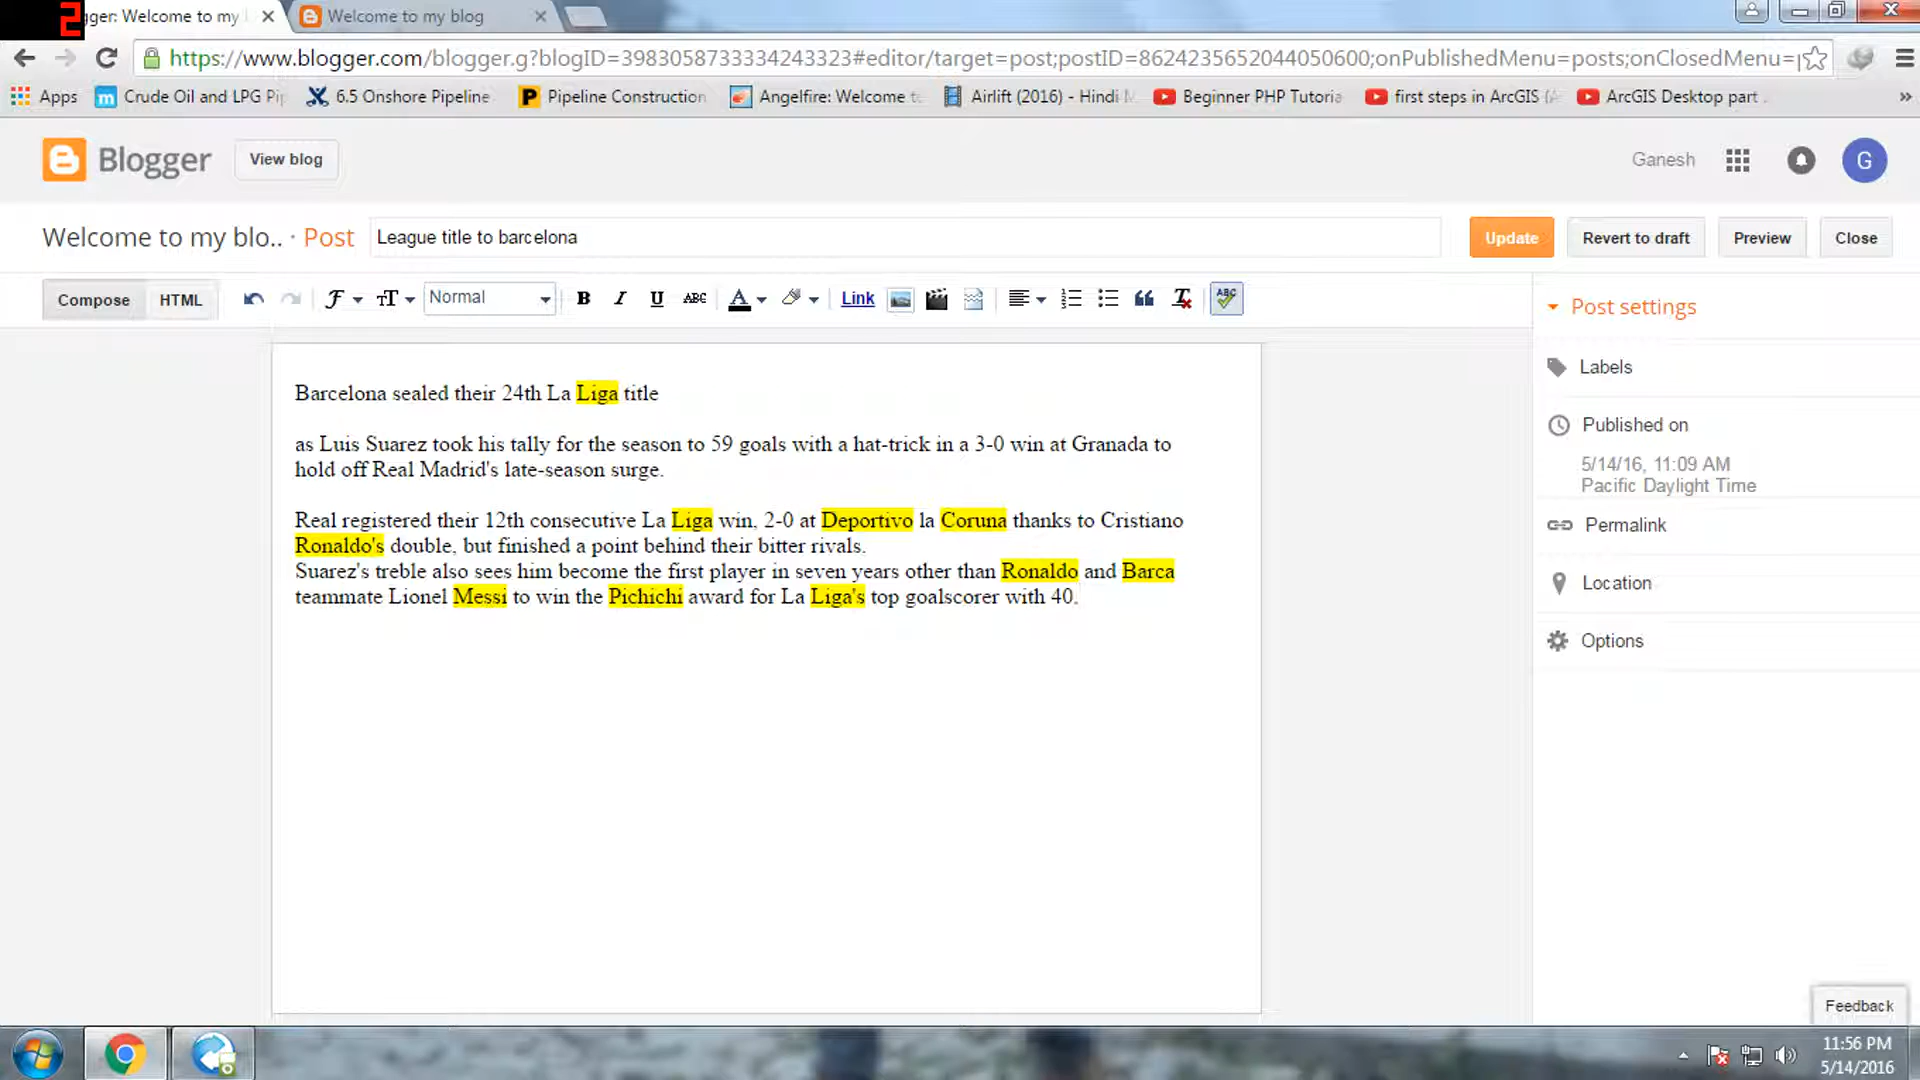 2
gger: Welcome to my
Welcome to my blog
https://www.blogger.com/blogger.g?blogID=3983058733334243323#editor/target=post;postID=8624235652044050600;onPublishedMenu=posts;onClosedMenu=p
Apps Crude Oil and LPG Pi 6.5 Onshore Pipeline Pipeline Construction Angelfire: Welcome t Airlift (2016) - Hindi Beginner PHP Tutoria first steps in ArcGIS ArcGIS Desktop part »
Blogger View blog Ganesh G
Welcome to my blo.. · Post League title to barcelona Update Revert to draft Preview Close
Compose HTML Normal B I U ABC A Link ABC
Post settings
Labels
Published on
5/14/16, 11:09 AM
Pacific Daylight Time
Permalink
Location
Options
Barcelona sealed their 24th La Liga title
as Luis Suarez took his tally for the season to 59 goals with a hat-trick in a 3-0 win at Granada to
hold off Real Madrid's late-season surge.
Real registered their 12th consecutive La Liga win, 2-0 at Deportivo la Coruna thanks to Cristiano
Ronaldo's double, but finished a point behind their bitter rivals.
Suarez's treble also sees him become the first player in seven years other than Ronaldo and Barca
teammate Lionel Messi to win the Pichichi award for La Liga's top goalscorer with 40.
Feedback
11:56 PM
5/14/2016